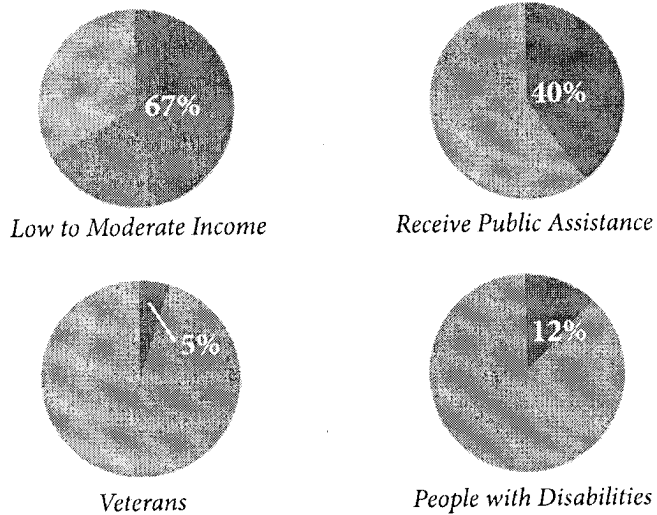 67%
Low to Moderate Income
40%
Receive Public Assistance
5%
Veterans
12%
People with Disabilities